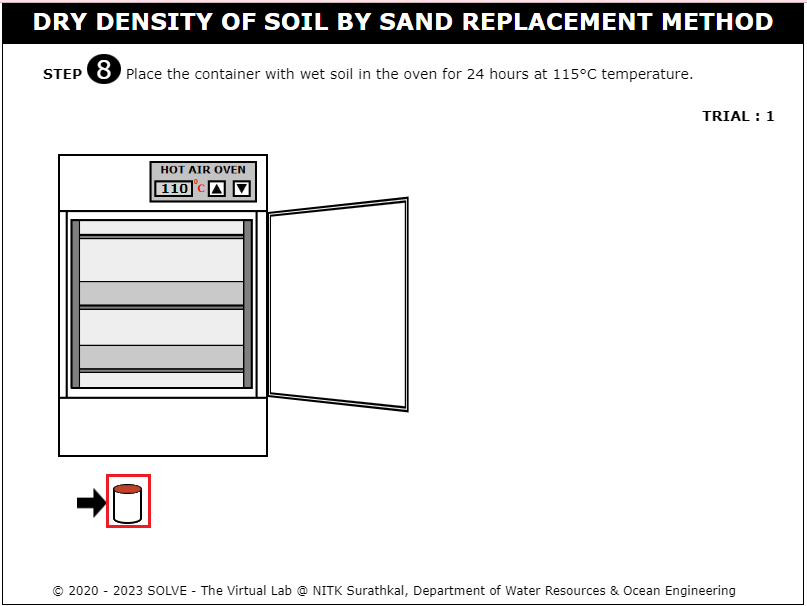 DRY DENSITY OF SOIL BY SAND REPLACEMENT METHOD
STEP 8 Place the container with wet soil in the oven for 24 hours at 115°C temperature.
TRIAL : 1
HOT AIR OVEN
110 °C ▲ ▼
© 2020 - 2023 SOLVE - The Virtual Lab @ NITK Surathkal, Department of Water Resources & Ocean Engineering